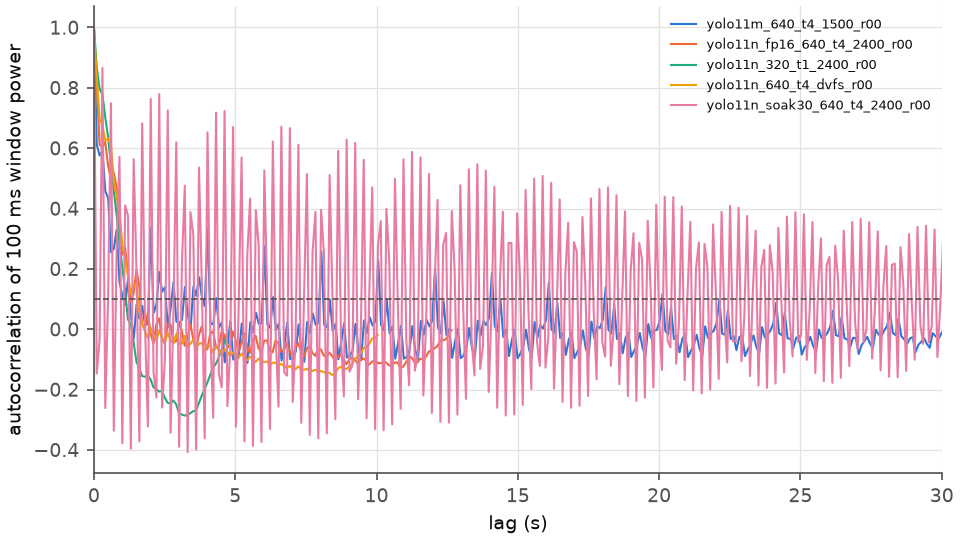 autocorrelation of 100 ms window power
1.0
0.8
0.6
0.4
0.2
0.0
−0.2
−0.4
yolo11m_640_t4_1500_r00
yolo11n_fp16_640_t4_2400_r00
yolo11n_320_t1_2400_r00
yolo11n_640_t4_dvfs_r00
yolo11n_soak30_640_t4_2400_r00
0
5
10
15
20
25
30
lag (s)